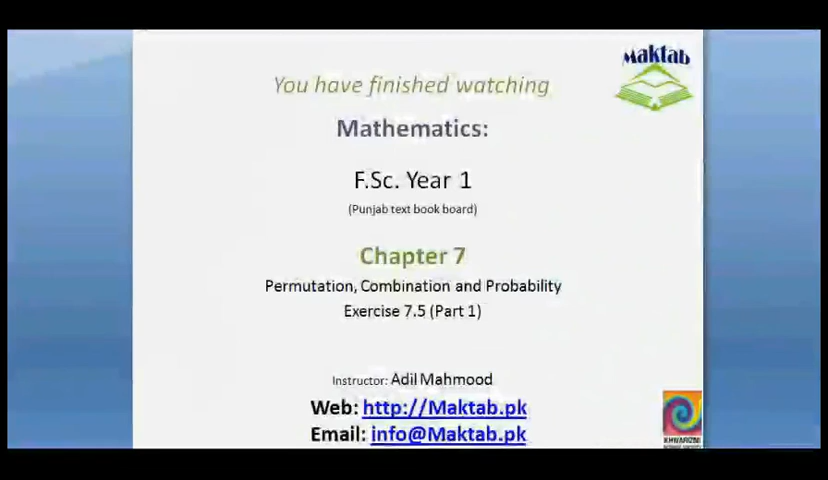 Maktab
You have finished watching
Mathematics:
F.Sc. Year 1
(Punjab text book board)
Chapter 7
Permutation, Combination and Probability
Exercise 7.5 (Part 1)
Instructor: Adil Mahmood
Web: http://Maktab.pk
Email: info@Maktab.pk
KHWARIZMI